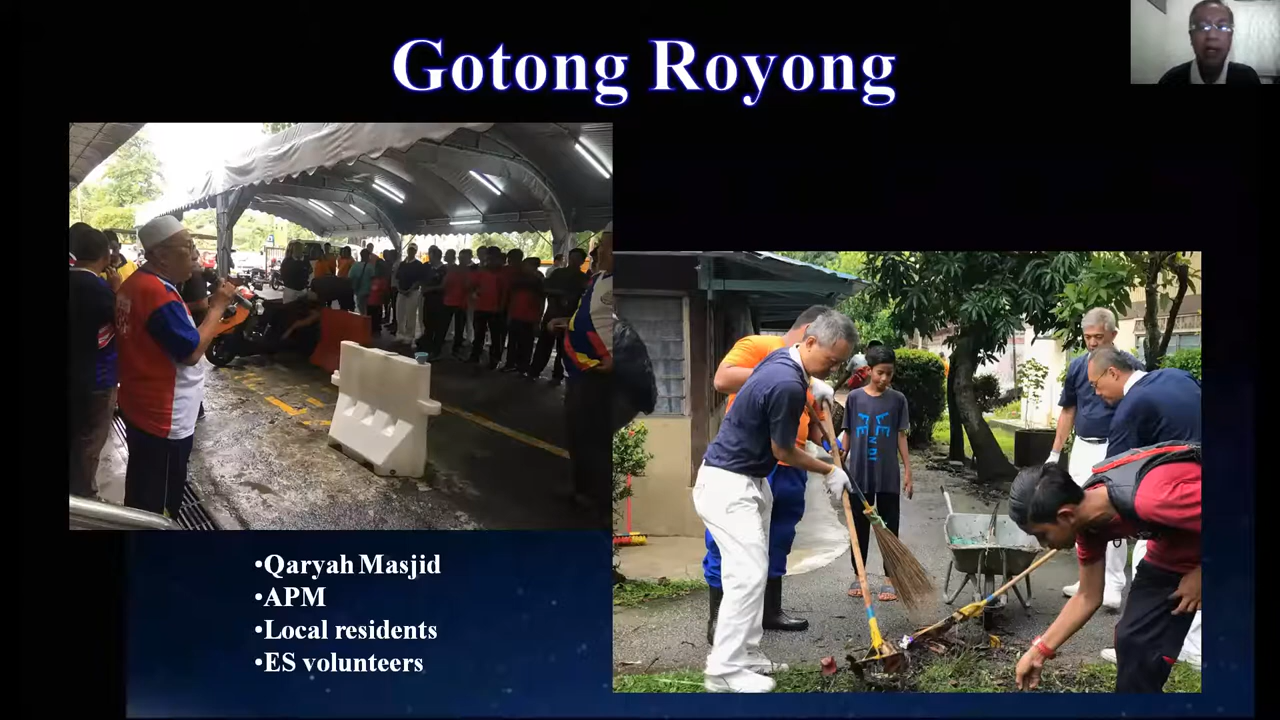 Gotong Royong
•Qaryah Masjid
•APM
•Local residents
•ES volunteers